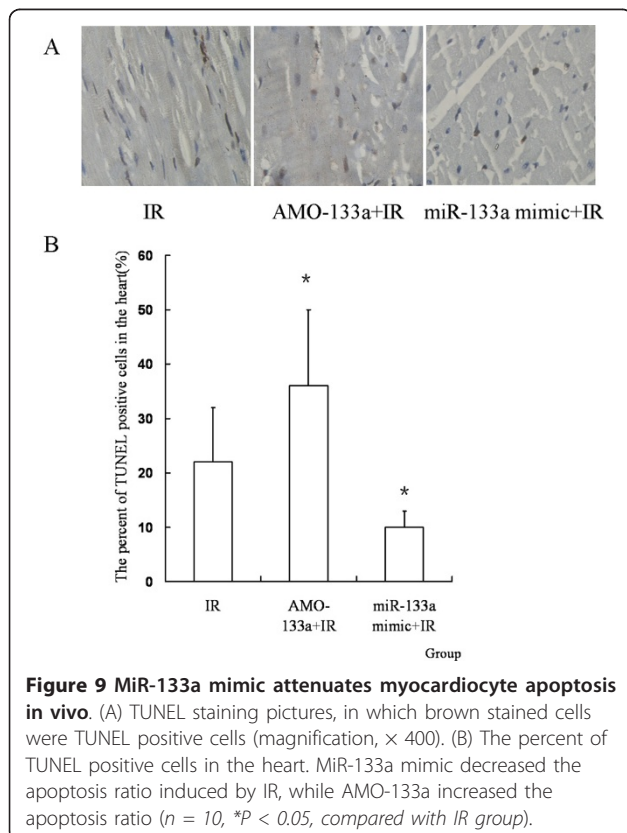 A
IR AMO-133a+IR miR-133a mimic+IR
B
The percent of TUNEL positive cells in the heart(%)
60
50
40
30
20
10
0
*
*
IR AMO- miR-133a
133a+IR mimic+IR
Group
Figure 9 MiR-133a mimic attenuates myocardiocyte apoptosis
in vivo. (A) TUNEL staining pictures, in which brown stained cells
were TUNEL positive cells (magnification, × 400). (B) The percent of
TUNEL positive cells in the heart. MiR-133a mimic decreased the
apoptosis ratio induced by IR, while AMO-133a increased the
apoptosis ratio (n = 10, *P < 0.05, compared with IR group).